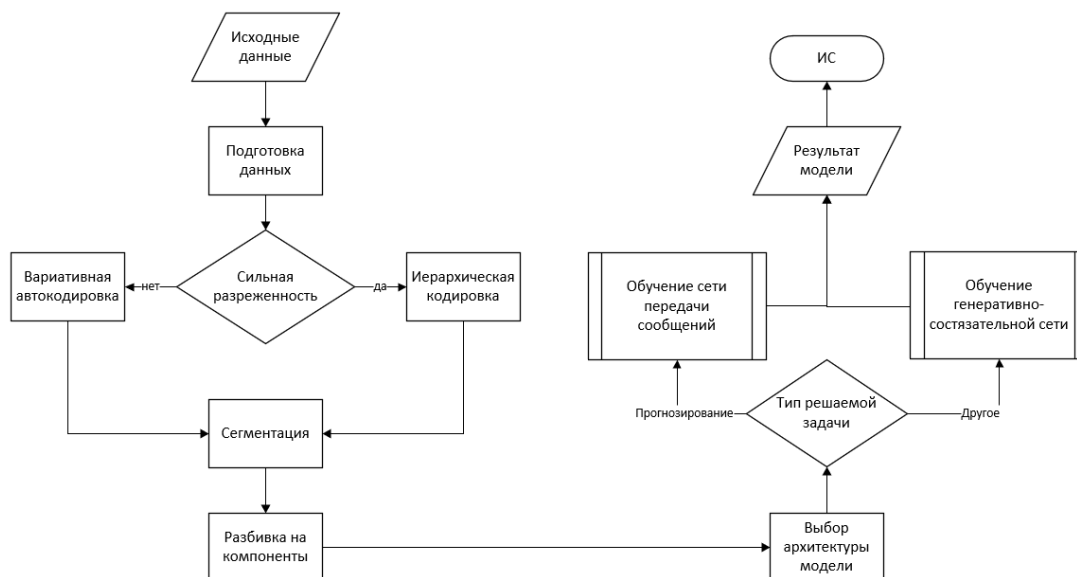 Исходные
данные
Подготовка
данных
Сильная
разреженность
нет
да
Вариативная
автокодировка
Иерархическая
кодировка
Сегментация
Разбивка на
компоненты
Выбор
архитектуры
модели
Тип решаемой
задачи
Прогнозирование
Другое
Обучение сети
передачи
сообщений
Обучение
генеративно-
состязательной сети
Результат
модели
ИС